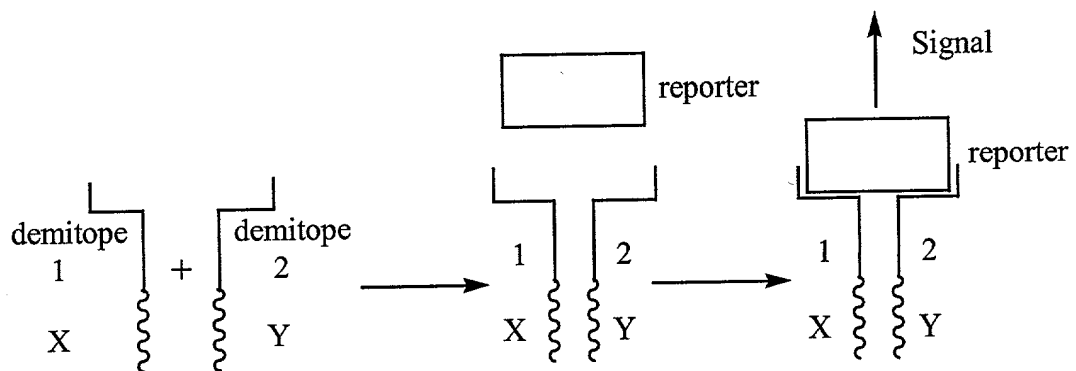 Signal
reporter
reporter
demitope
1
+
demitope
2
1
2
1
2
X
Y
X
Y
X
Y